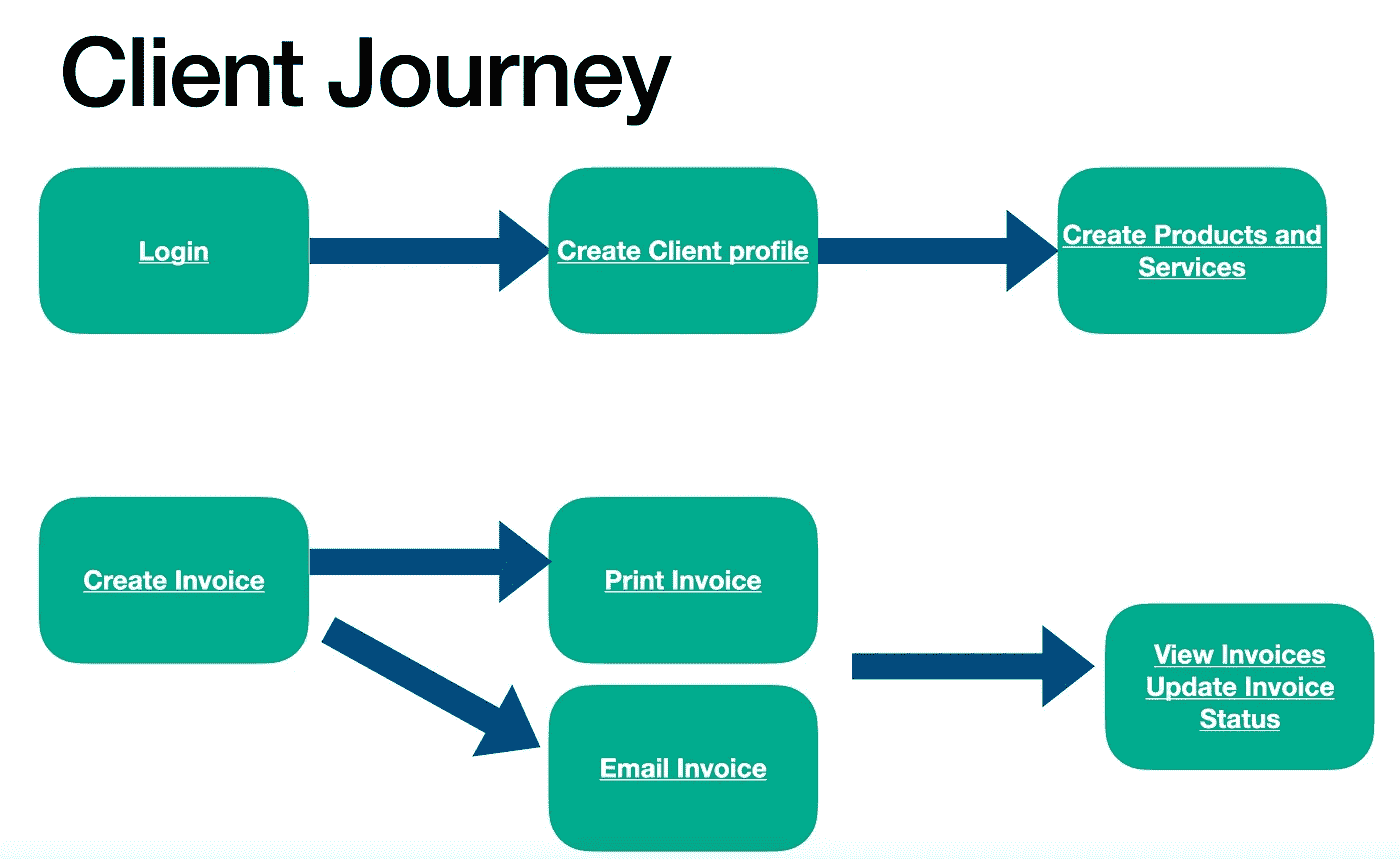 Client Journey
Login
Create Client profile
Create Products and
Services
Create Invoice
Print Invoice
View Invoices
Update Invoice
Status
Email Invoice